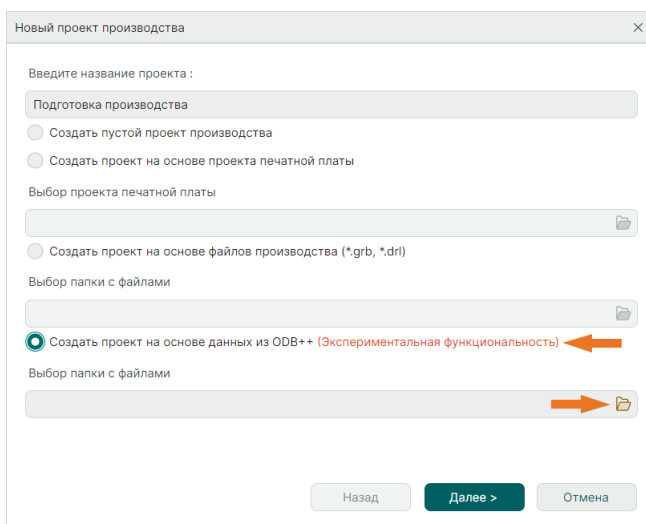 Новый проект производства
Введите название проекта :
Подготовка производства
Создать пустой проект производства
Создать проект на основе проекта печатной платы
Выбор проекта печатной платы
Создать проект на основе файлов производства (*.grb, *.drl)
Выбор папки с файлами
Создать проект на основе данных из ODB++ (Экспериментальная функциональность)
Выбор папки с файлами
Назад Далее > Отмена